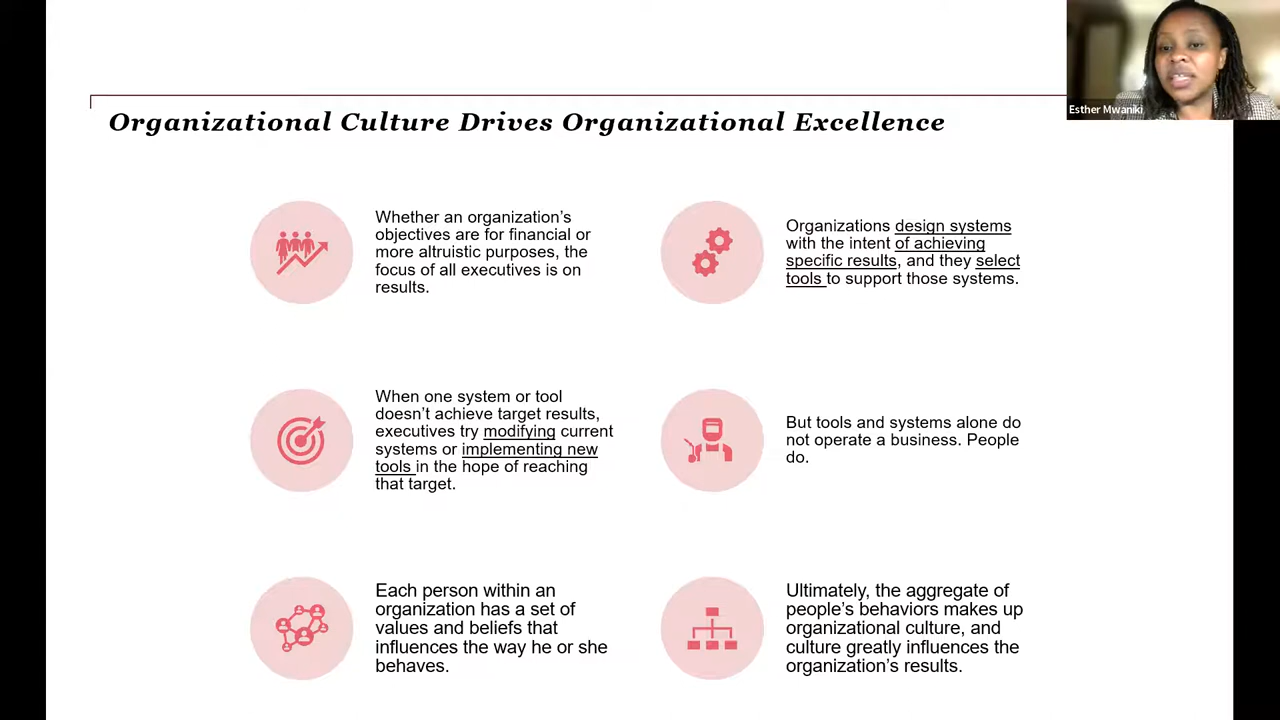 Esther Mwaniki
Organizational Culture Drives Organizational Excellence
Whether an organization’s
objectives are for financial or
more altruistic purposes, the
focus of all executives is on
results.
Organizations design systems
with the intent of achieving
specific results, and they select
tools to support those systems.
When one system or tool
doesn’t achieve target results,
executives try modifying current
systems or implementing new
tools in the hope of reaching
that target.
But tools and systems alone do
not operate a business. People
do.
Each person within an
organization has a set of
values and beliefs that
influences the way he or she
behaves.
Ultimately, the aggregate of
people’s behaviors makes up
organizational culture, and
culture greatly influences the
organization’s results.